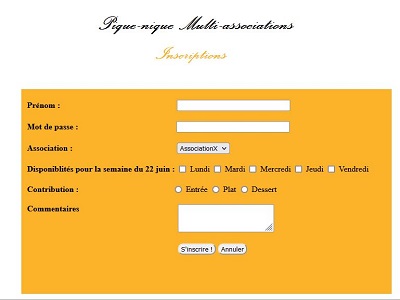 Pique-nique Multi-associations
Inscriptions
Prénom :
Mot de passe :
Association : AssociationX
Disponiblités pour la semaine du 22 juin : Lundi Mardi Mercredi Jeudi Vendredi
Contribution : Entrée Plat Dessert
Commentaires
S'inscrire ! Annuler